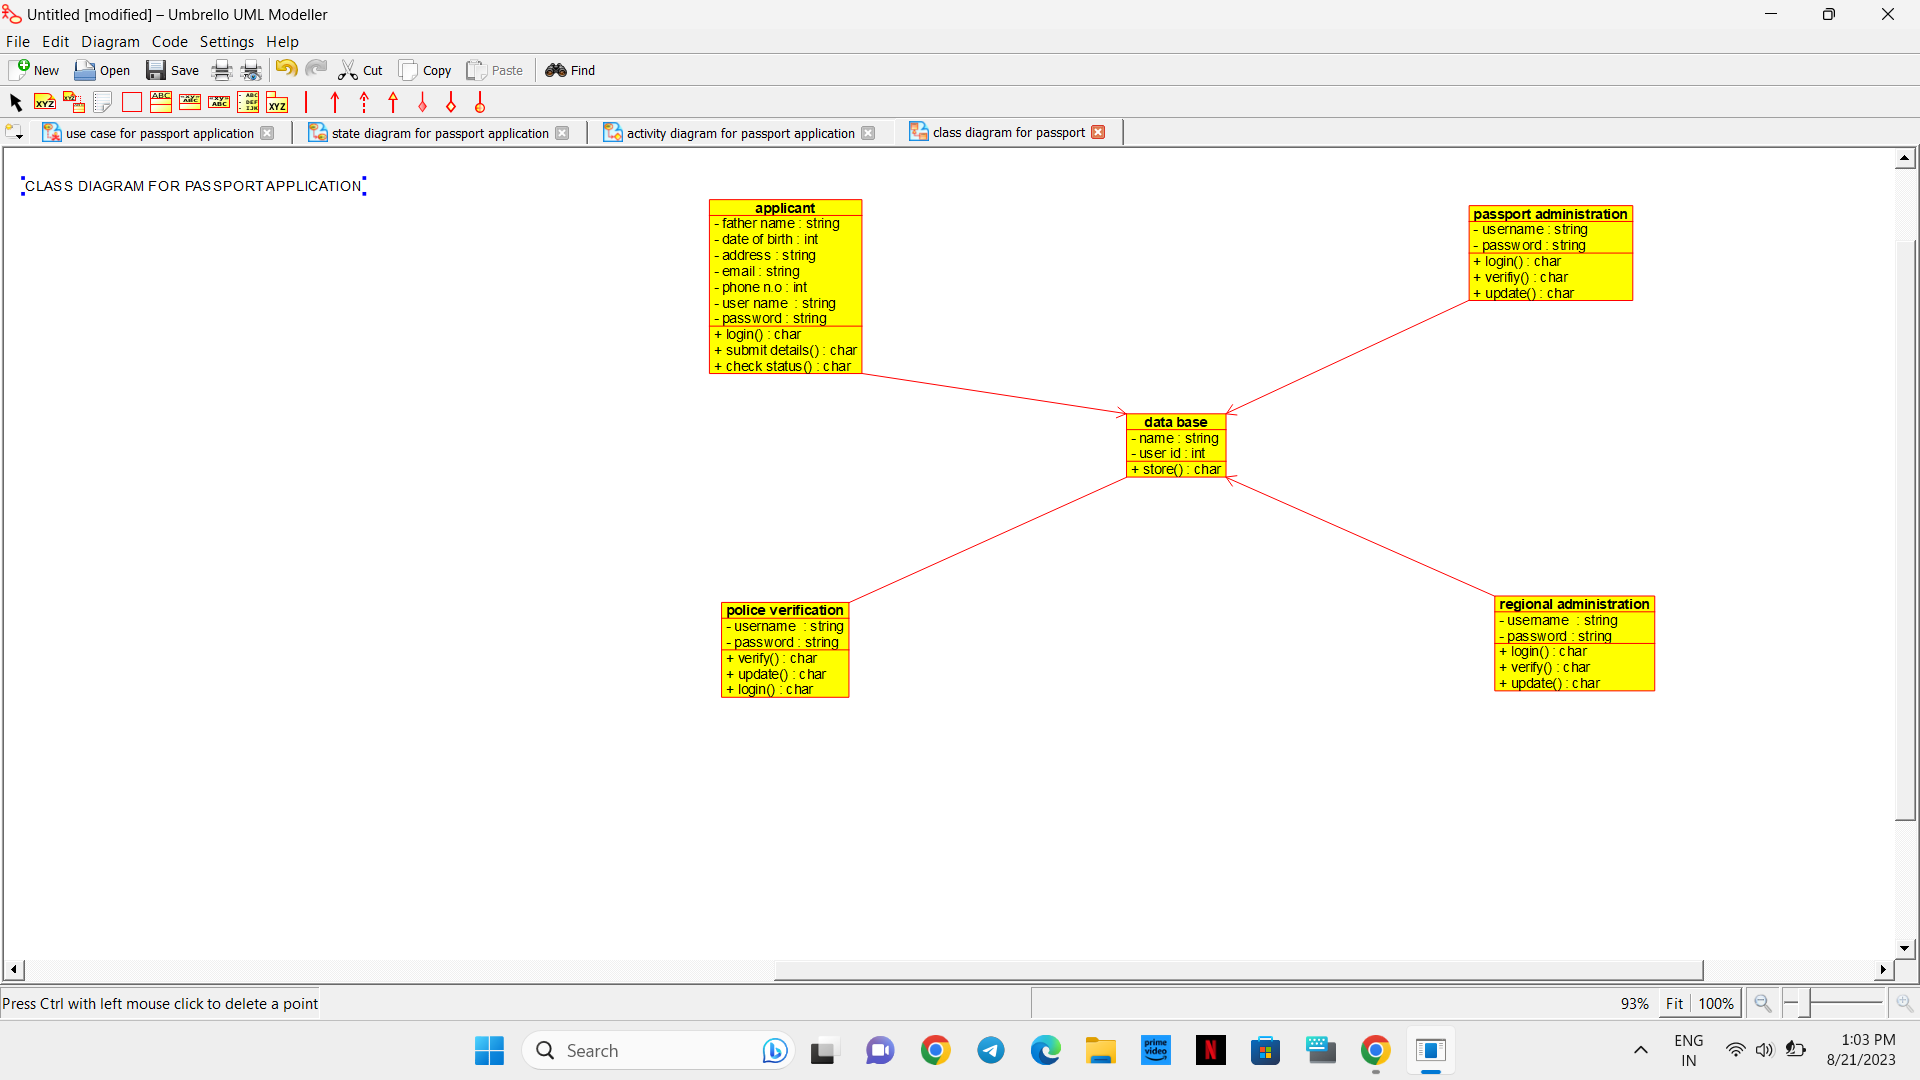 Untitled [modified] – Umbrello UML Modeller
File Edit Diagram Code Settings Help
New Open Save Cut Copy Paste Find
use case for passport application state diagram for passport application activity diagram for passport application class diagram for passport
CLASS DIAGRAM FOR PASSPORT APPLICATION
applicant
- father name : string
- date of birth : int
- address : string
- email : string
- phone n.o : int
- user name : string
- password : string
+ login() : char
+ submit details() : char
+ check status() : char
passport administration
- username : string
- password : string
+ login() : char
+ verifiy() : char
+ update() : char
data base
- name : string
- user id : int
+ store() : char
police verification
- username : string
- password : string
+ verify() : char
+ update() : char
+ login() : char
regional administration
- username : string
- password : string
+ login() : char
+ verify() : char
+ update() : char
Press Ctrl with left mouse click to delete a point
93% Fit 100%
Search
prime video
N
ENG
IN
1:03 PM
8/21/2023